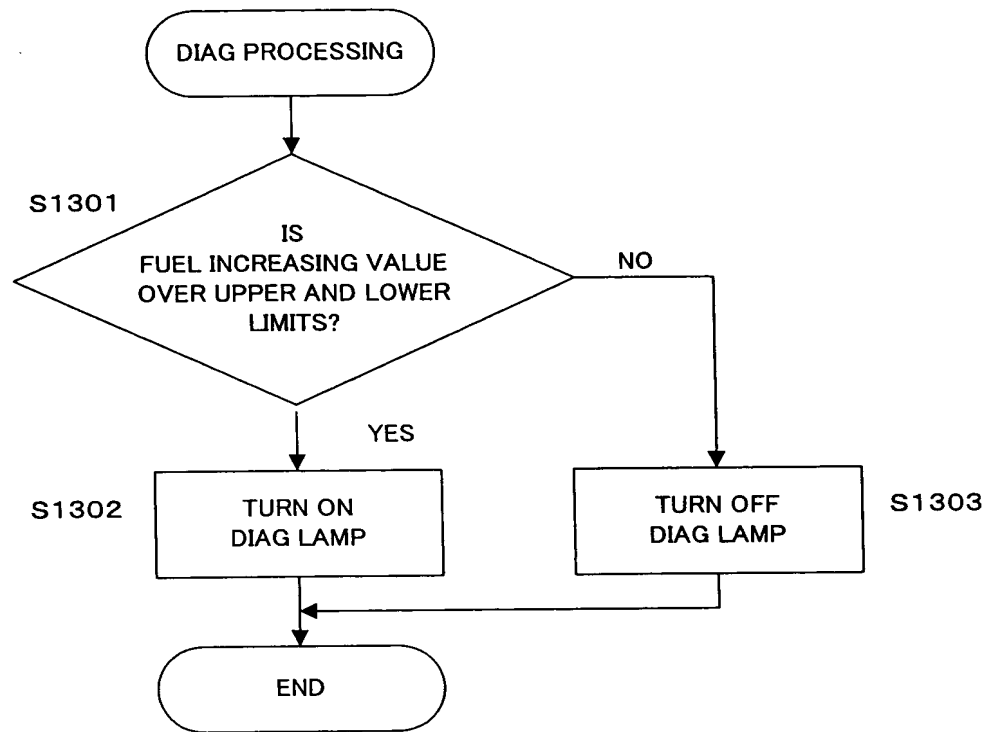 DIAG PROCESSING
S1301
IS
FUEL INCREASING VALUE
OVER UPPER AND LOWER
LIMITS?
NO
YES
S1302
TURN ON
DIAG LAMP
TURN OFF
DIAG LAMP
S1303
END